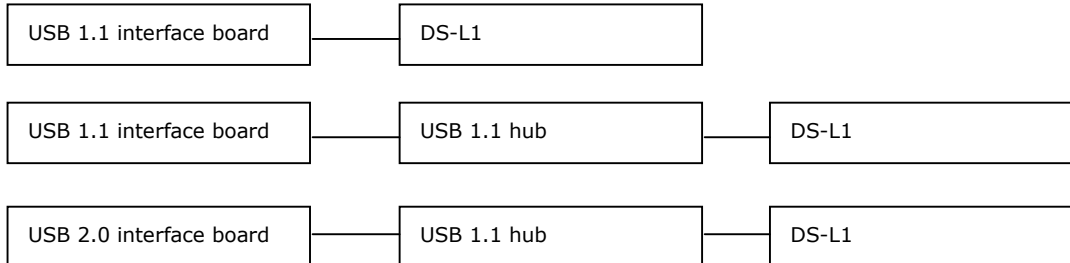 USB 1.1 interface board DS-L1
USB 1.1 interface board USB 1.1 hub DS-L1
USB 2.0 interface board USB 1.1 hub DS-L1